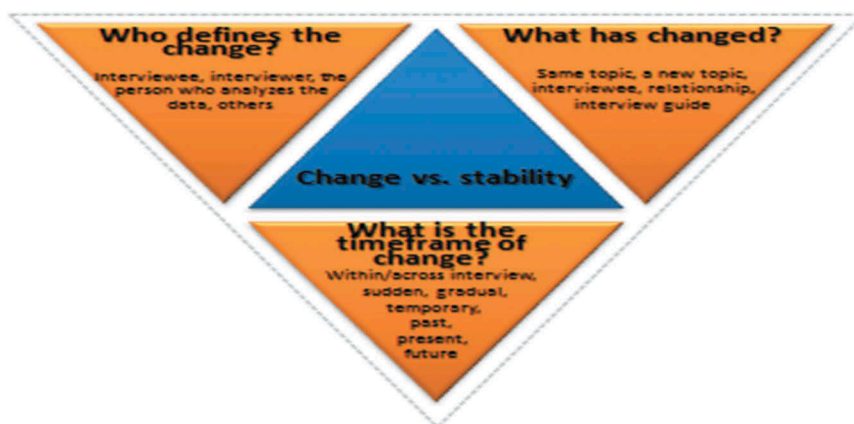 Who defines the
change?
Interviewee, interviewer, the
person who analyzes the
data, others
What has changed?
Same topic, a new topic,
interviewee, relationship,
interview guide
Change vs. stability
What is the
timeframe of
change?
Within/across interview,
sudden, gradual,
temporary,
past,
present,
future